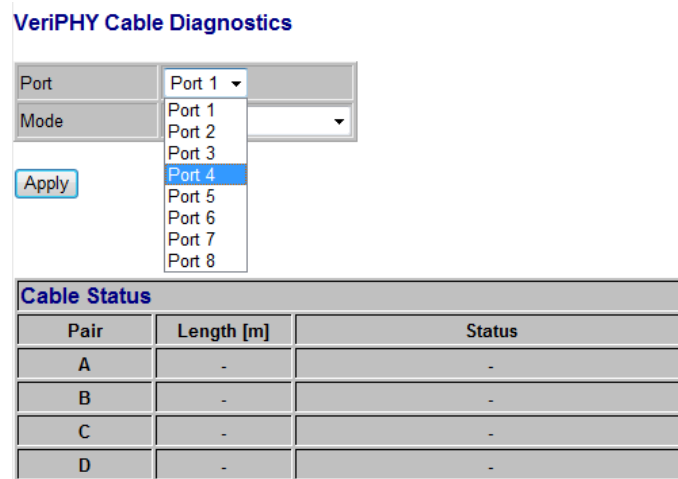 VeriPHY Cable Diagnostics
Port Port 1
Mode
Port 1
Port 2
Port 3
Port 4
Port 5
Port 6
Port 7
Port 8
Apply
Cable Status
Pair Length [m] Status
A - -
B - -
C - -
D - -